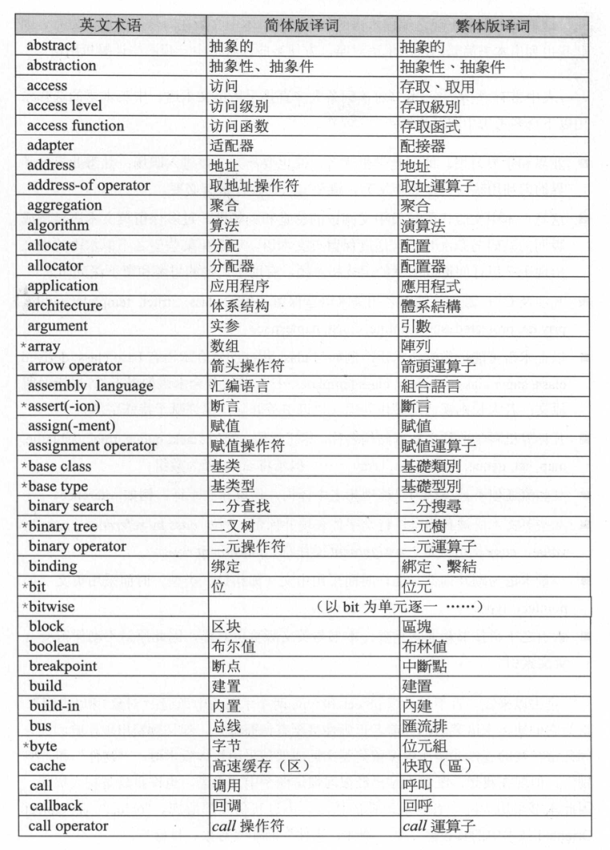 英文术语 简体版译词 繁体版译词
abstract 抽象的 抽象的
abstraction 抽象性、抽象件 抽象性、抽象件
access 访问 存取、取用
access level 访问级别 存取級別
access function 访问函数 存取函式
adapter 适配器 配接器
address 地址 地址
address-of operator 取地址操作符 取址運算子
aggregation 聚合 聚合
algorithm 算法 演算法
allocate 分配 配置
allocator 分配器 配置器
application 应用程序 應用程式
architecture 体系结构 體系結構
argument 实参 引數
*array 数组 陣列
arrow operator 箭头操作符 箭頭運算子
assembly language 汇编语言 組合語言
*assert(-ion) 断言 斷言
assign(-ment) 赋值 賦值
assignment operator 赋值操作符 賦值運算子
*base class 基类 基礎類別
*base type 基类型 基礎型別
binary search 二分查找 二分搜尋
*binary tree 二叉树 二元樹
binary operator 二元操作符 二元運算子
binding 绑定 綁定、繫結
*bit 位 位元
*bitwise （以 bit 为单元逐一 ……）
block 区块 區塊
boolean 布尔值 布林值
breakpoint 断点 中斷點
build 建置 建置
build-in 内置 內建
bus 总线 匯流排
*byte 字节 位元組
cache 高速缓存（区） 快取（區）
call 调用 呼叫
callback 回调 回呼
call operator call 操作符 call 運算子